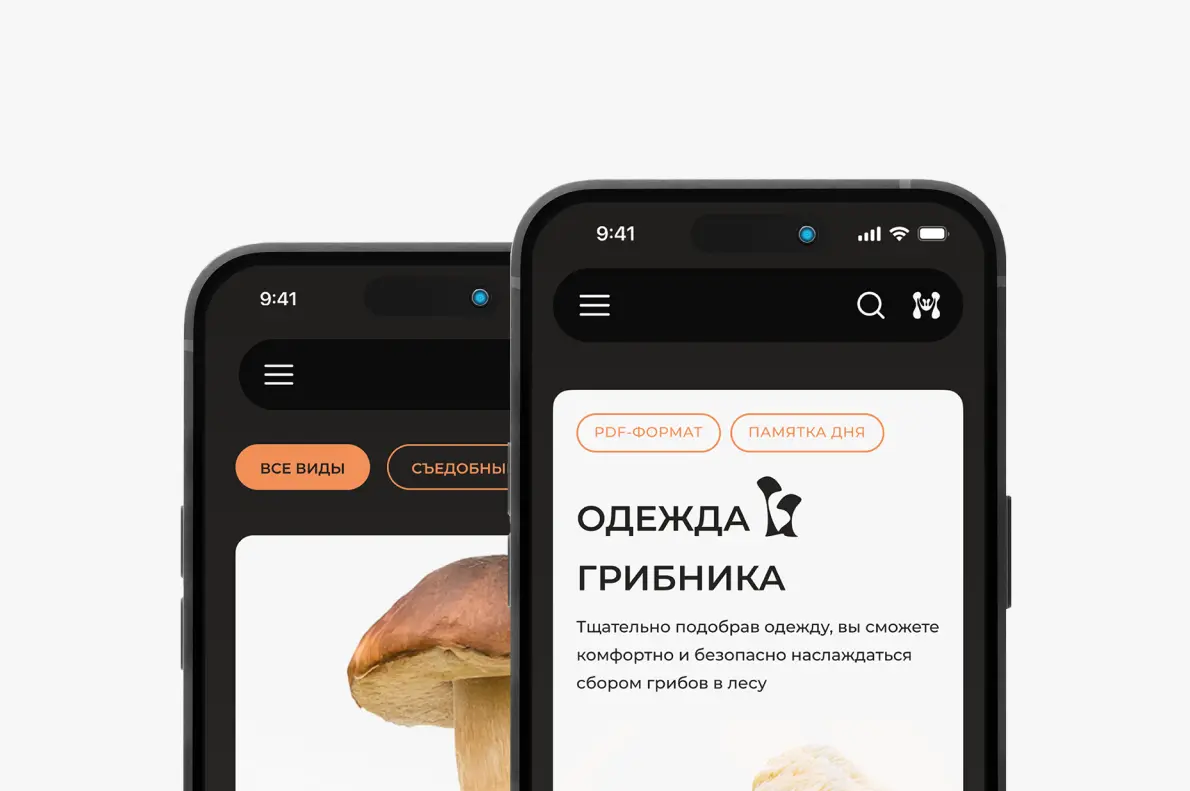 9:41
ВСЕ ВИДЫ
СЪЕДОБНЫ
9:41
PDF-ФОРМАТ
ПАМЯТКА ДНЯ
ОДЕЖДА
ГРИБНИКА
Тщательно подобрав одежду, вы сможете
комфортно и безопасно наслаждаться
сбором грибов в лесу